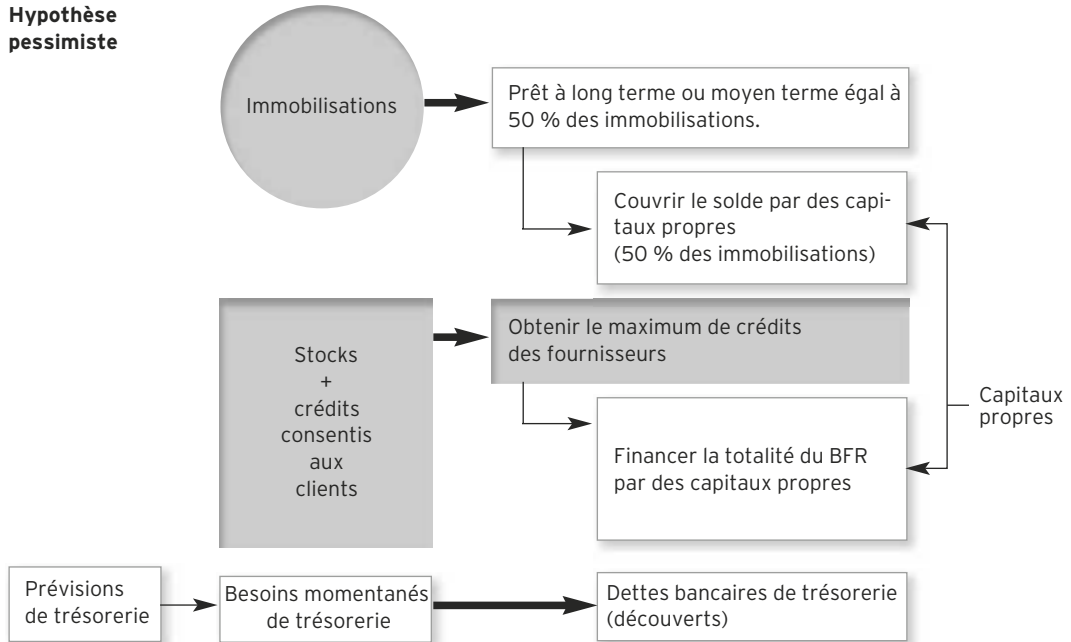 Hypothèse
pessimiste
Immobilisations
Prêt à long terme ou moyen terme égal à
50 % des immobilisations.
Couvrir le solde par des capi-
taux propres
(50 % des immobilisations)
Stocks
+
crédits
consentis
aux
clients
Obtenir le maximum de crédits
des fournisseurs
Financer la totalité du BFR
par des capitaux propres
Capitaux
propres
Prévisions
de trésorerie
Besoins momentanés
de trésorerie
Dettes bancaires de trésorerie
(découverts)